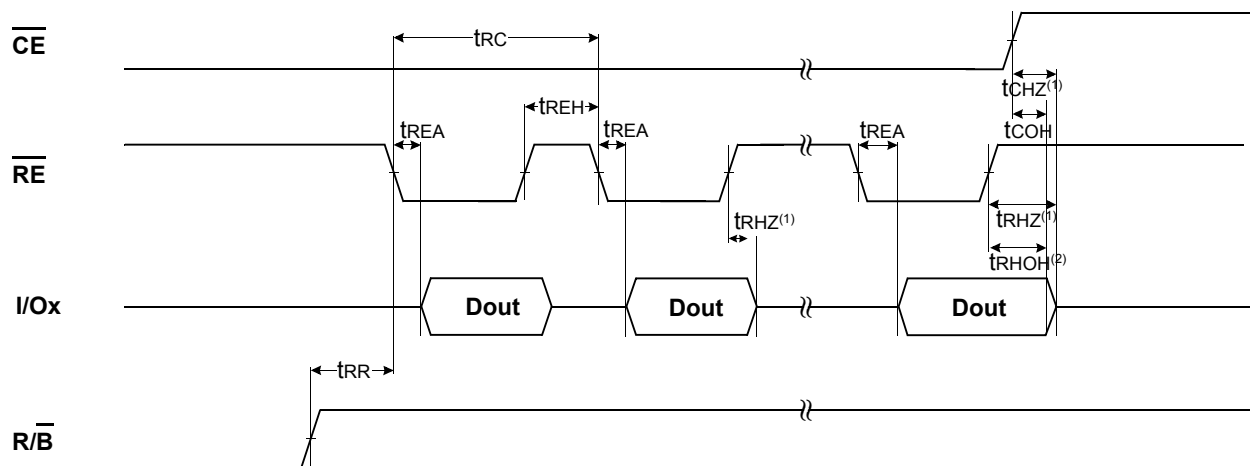 CE
tRC
tCHZ(1)
tREH
tCOH
tREA
tREA
tREA
RE
tRHZ(1)
tRHZ(1)
tRHOH(2)
I/Ox
Dout
Dout
Dout
tRR
R/B